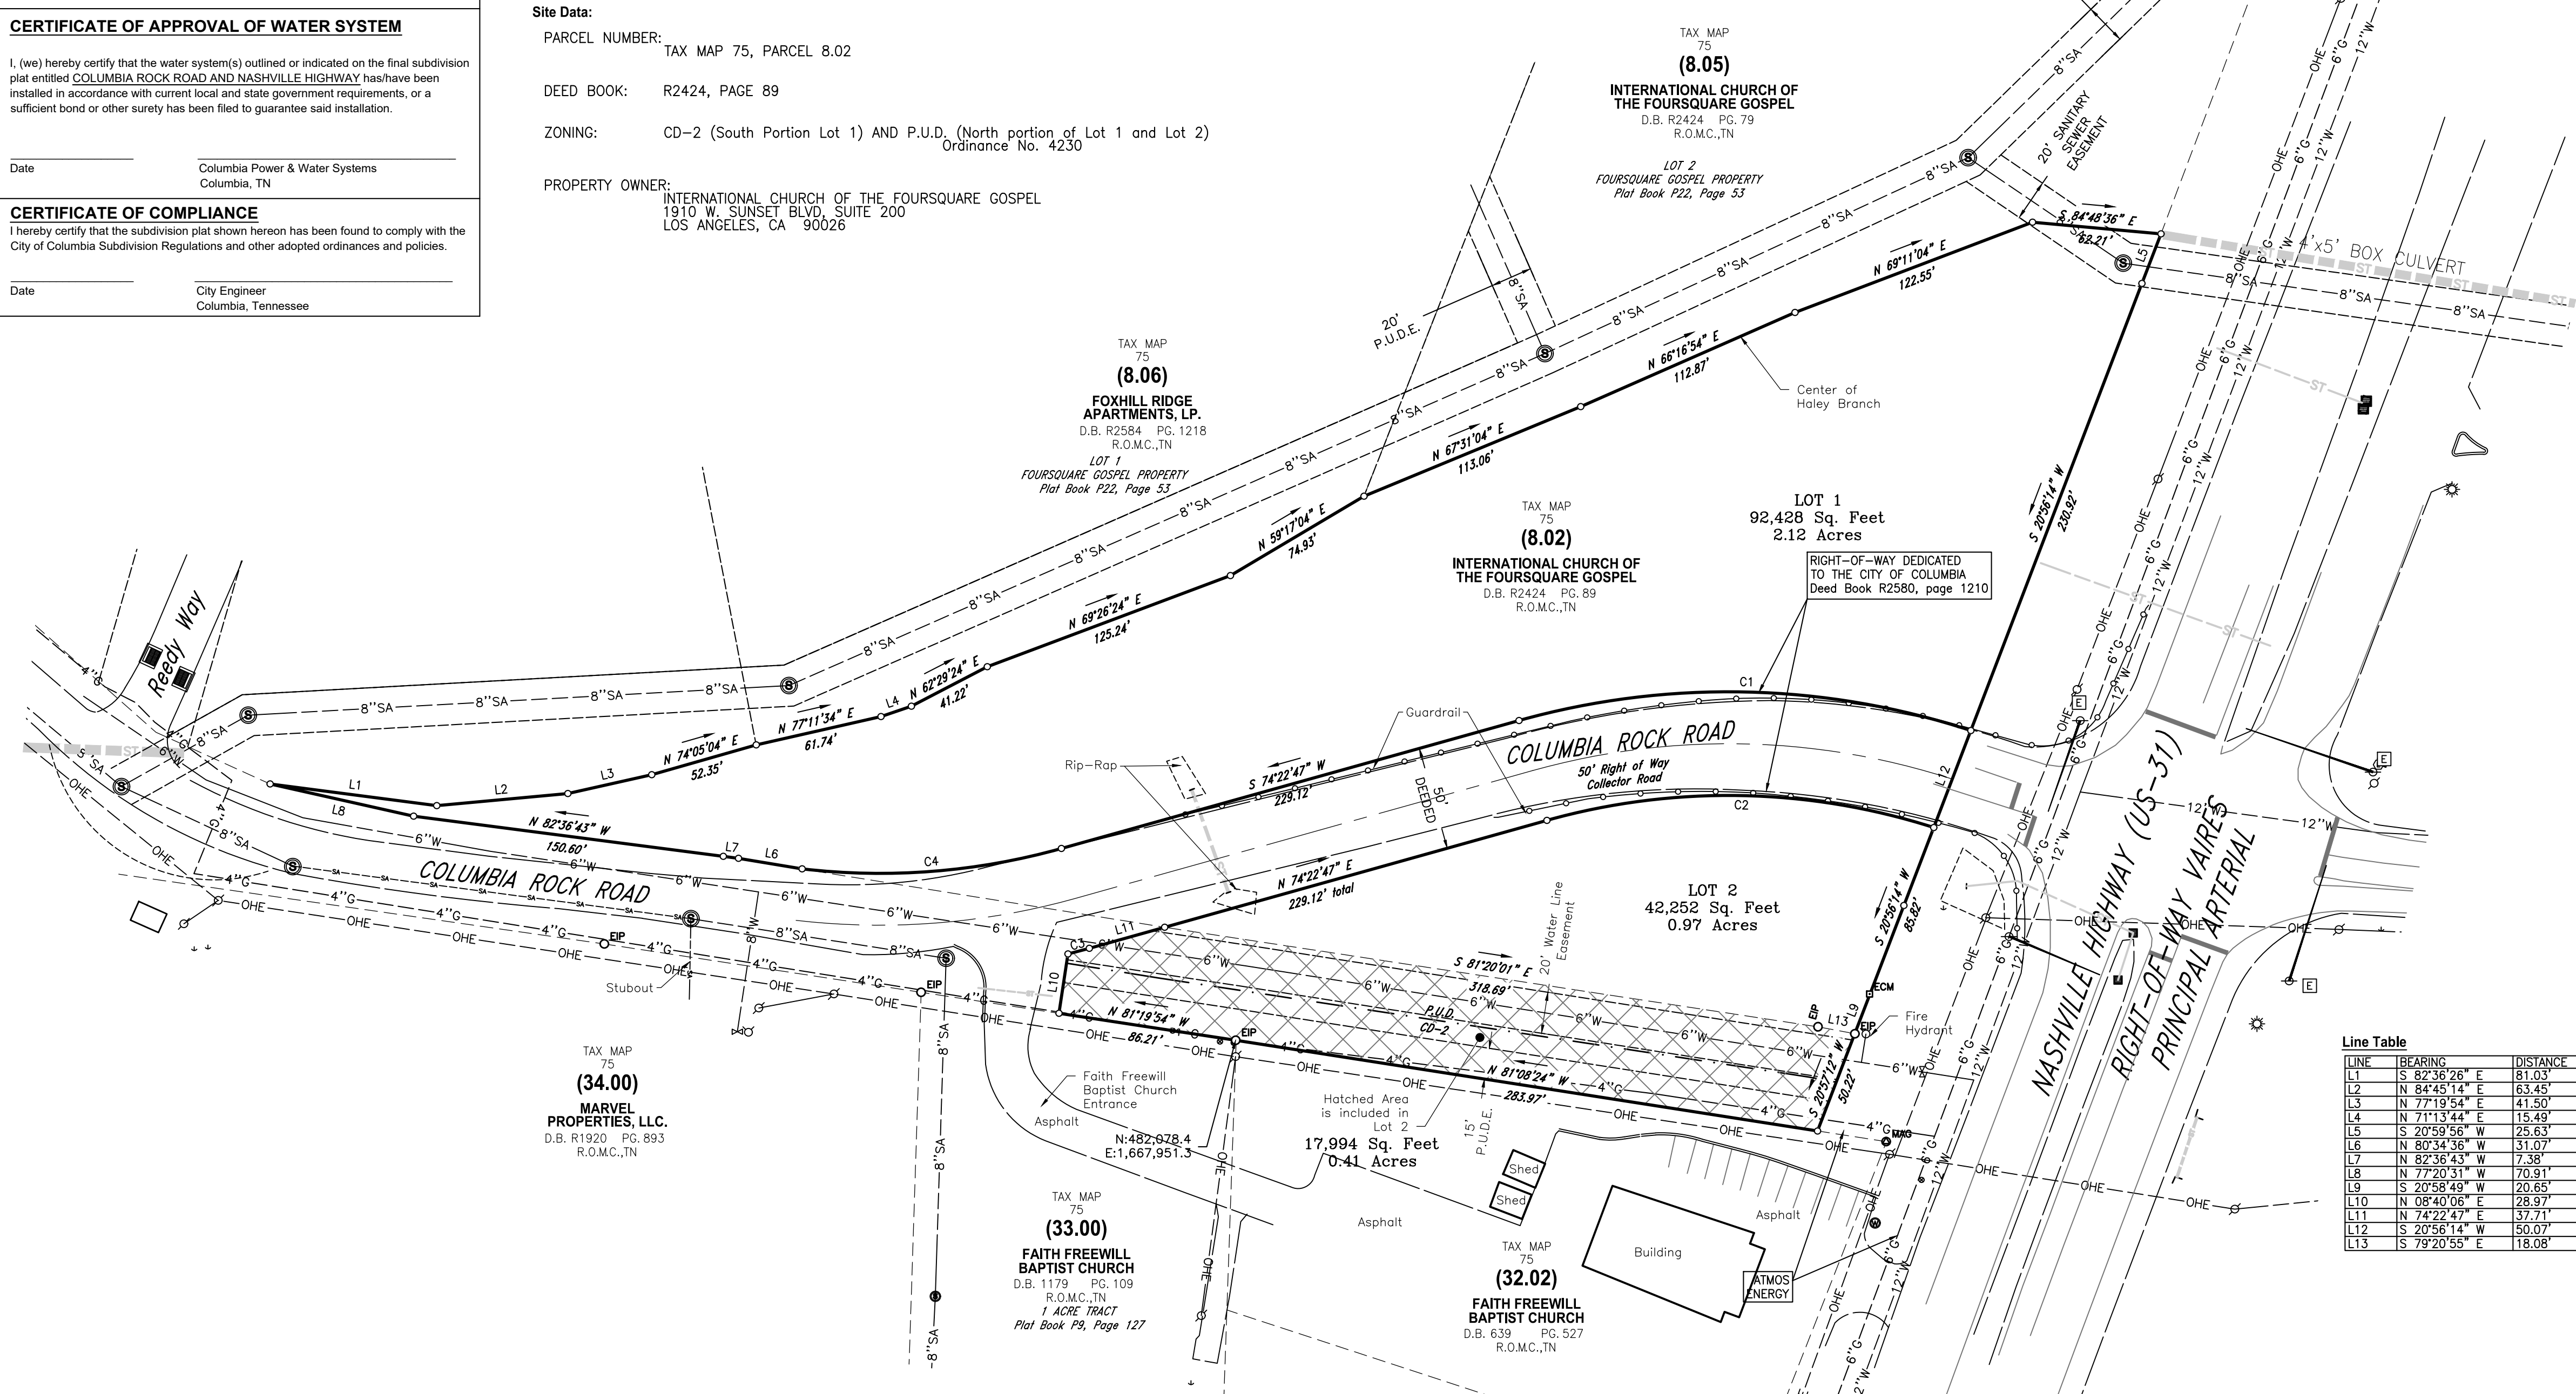 CERTIFICATE OF APPROVAL OF WATER SYSTEM
I, (we) hereby certify that the water system(s) outlined or indicated on the final subdivision
plat entitled COLUMBIA ROCK ROAD AND NASHVILLE HIGHWAY has/have been
installed in accordance with current local and state government requirements, or a
sufficient bond or other surety has been filed to guarantee said installation.
Date
Columbia Power & Water Systems
Columbia, TN
CERTIFICATE OF COMPLIANCE
I hereby certify that the subdivision plat shown hereon has been found to comply with the
City of Columbia Subdivision Regulations and other adopted ordinances and policies.
Date
City Engineer
Columbia, Tennessee
Site Data:
PARCEL NUMBER:
TAX MAP 75, PARCEL 8.02
DEED BOOK: R2424, PAGE 89
ZONING: CD-2 (South Portion Lot 1) AND P.U.D. (North portion of Lot 1 and Lot 2)
Ordinance No. 4230
PROPERTY OWNER:
INTERNATIONAL CHURCH OF THE FOURSQUARE GOSPEL
1910 W. SUNSET BLVD, SUITE 200
LOS ANGELES, CA 90026
TAX MAP
75
(8.05)
INTERNATIONAL CHURCH OF
THE FOURSQUARE GOSPEL
D.B. R2424 PG. 79
R.O.M.C.,TN
LOT 2
FOURSQUARE GOSPEL PROPERTY
Plat Book P22, Page 53
20' SANITARY
SEWER
EASEMENT
S 84°48'36" E
62.21'
L5
4'x5' BOX CULVERT
N 69°11'04" E
122.55'
20'
P.U.D.E.
N 66°16'54" E
112.87'
Center of
Haley Branch
TAX MAP
75
(8.06)
FOXHILL RIDGE
APARTMENTS, LP.
D.B. R2584 PG. 1218
R.O.M.C.,TN
LOT 1
FOURSQUARE GOSPEL PROPERTY
Plat Book P22, Page 53
N 67°31'04" E
113.06'
N 59°17'04" E
74.93'
TAX MAP
75
(8.02)
INTERNATIONAL CHURCH OF
THE FOURSQUARE GOSPEL
D.B. R2424 PG. 89
R.O.M.C.,TN
LOT 1
92,428 Sq. Feet
2.12 Acres
RIGHT-OF-WAY DEDICATED
TO THE CITY OF COLUMBIA
Deed Book R2580, page 1210
S 20°56'14" W
230.92'
N 69°26'24" E
125.24'
Reedy Way
L4
N 62°29'24" E
41.22'
N 77°11'34" E
61.74'
N 74°05'04" E
52.35'
L1
L2
L3
L8
N 82°36'43" W
150.60'
L7
L6
C4
COLUMBIA ROCK ROAD
Rip-Rap
Guardrail
S 74°22'47" W
229.12'
50'
DEEDED
C1
COLUMBIA ROCK ROAD
50' Right of Way
Collector Road
C2
L12
N 74°22'47" E
229.12' total
LOT 2
42,252 Sq. Feet
0.97 Acres
S 20°56'14" W
85.82'
20' Water Line
Easement
C3
L11
L10
S 81°20'01" E
318.69'
P.U.D.
CD-2
N 81°19'54" W
86.21'
EIP
EIP
EIP
EIP
EIP
ECM
L9
L13
Fire
Hydrant
S 20°57'12" W
50.22'
N 81°08'24" W
283.97'
15'
P.U.D.E.
MAG
Stubout
Faith Freewill
Baptist Church
Entrance
Asphalt
N:482,078.4
E:1,667,951.3
Hatched Area
is included in
Lot 2
17,994 Sq. Feet
0.41 Acres
TAX MAP
75
(34.00)
MARVEL
PROPERTIES, LLC.
D.B. R1920 PG. 893
R.O.M.C.,TN
TAX MAP
75
(33.00)
FAITH FREEWILL
BAPTIST CHURCH
D.B. 1179 PG. 109
R.O.M.C.,TN
1 ACRE TRACT
Plat Book P9, Page 127
Shed
Shed
Asphalt
Asphalt
Building
TAX MAP
75
(32.02)
FAITH FREEWILL
BAPTIST CHURCH
D.B. 639 PG. 527
R.O.M.C.,TN
ATMOS
ENERGY
NASHVILLE HIGHWAY (US-31)
RIGHT-OF-WAY VAIRES
PRINCIPAL ARTERIAL
Line Table
LINE BEARING DISTANCE
L1 S 82°36'26" E 81.03'
L2 N 84°45'14" E 63.45'
L3 N 77°19'54" E 41.50'
L4 N 71°13'44" E 15.49'
L5 S 20°59'56" W 25.63'
L6 N 80°34'36" W 31.07'
L7 N 82°36'43" W 7.38'
L8 N 77°20'31" W 70.91'
L9 S 20°58'49" W 20.65'
L10 N 08°40'06" E 28.97'
L11 N 74°22'47" E 37.71'
L12 S 20°56'14" W 50.07'
L13 S 79°20'55" E 18.08'